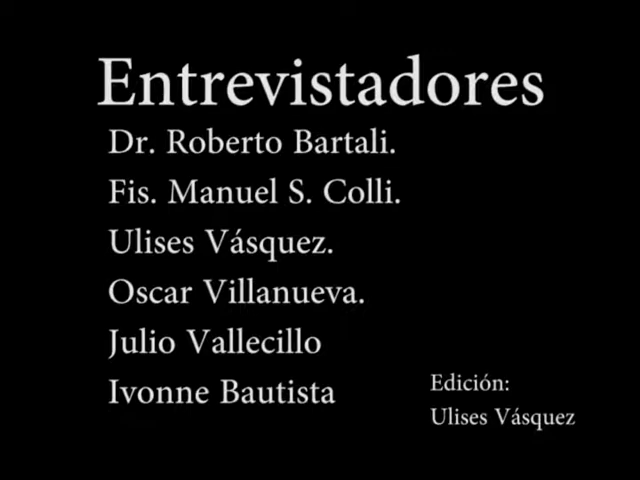 Entrevistadores
Dr. Roberto Bartali.
Fis. Manuel S. Colli.
Ulises Vásquez.
Oscar Villanueva.
Julio Vallecillo
Ivonne Bautista
Edición:
Ulises Vásquez